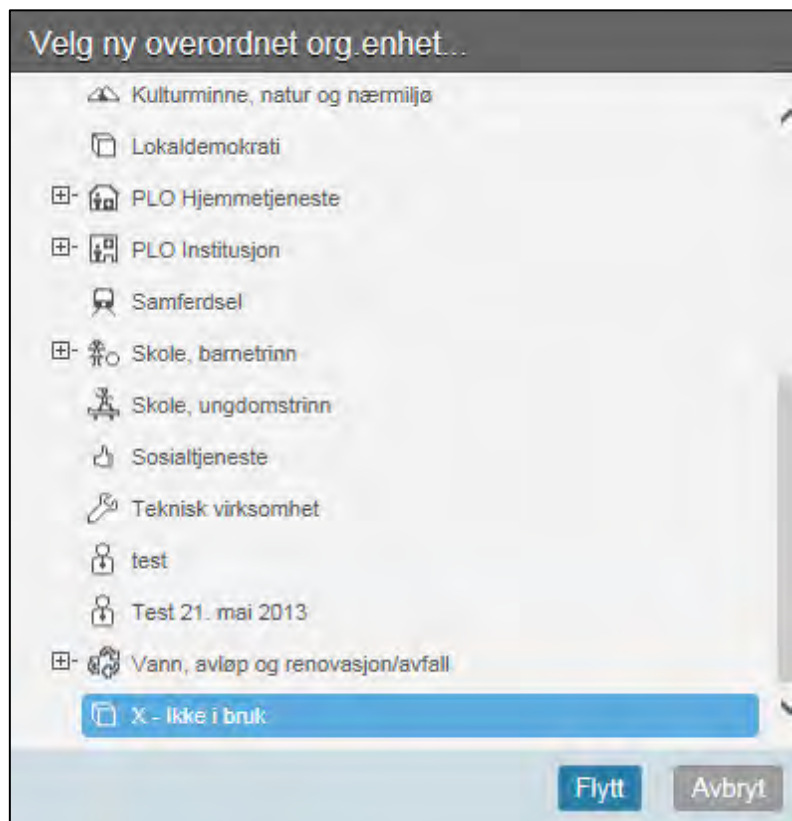 Velg ny overordnet org.enhet...
Kulturminne, natur og nærmiljø
Lokaldemokrati
PLO Hjemmetjeneste
PLO Institusjon
Samferdsel
Skole, barnetrinn
Skole, ungdomstrinn
Sosialtjeneste
Teknisk virksomhet
test
Test 21. mai 2013
Vann, avløp og renovasjon/avfall
X - Ikke i bruk
Flytt Avbryt